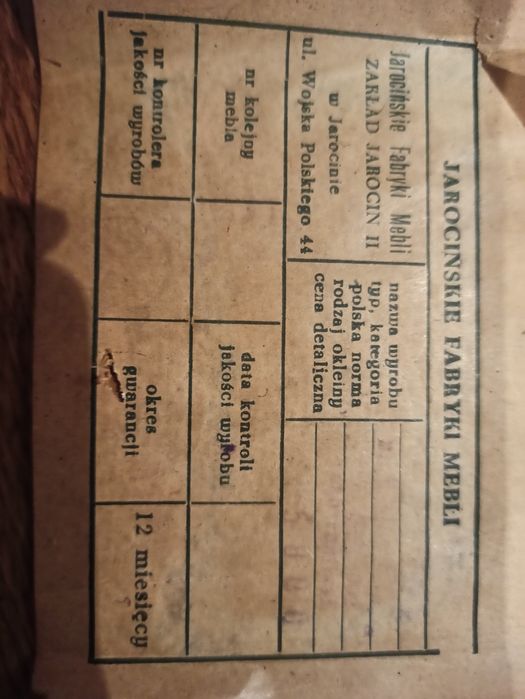 JAROCIŃSKIE FABRYKI MEBLI
Jarocińskie Fabryki Mebli
ZAKŁAD JAROCIN II
w Jarocinie
ul. Wojska Polskiego 44
nazwa wyrobu
typ, kategoria
polska norma
rodzaj okleiny
cena detaliczna
nr kolejny
mebla
data kontroli
jakości wyrobu
nr kontrolera
jakości wyrobów
okres
gwarancji
12 miesięcy